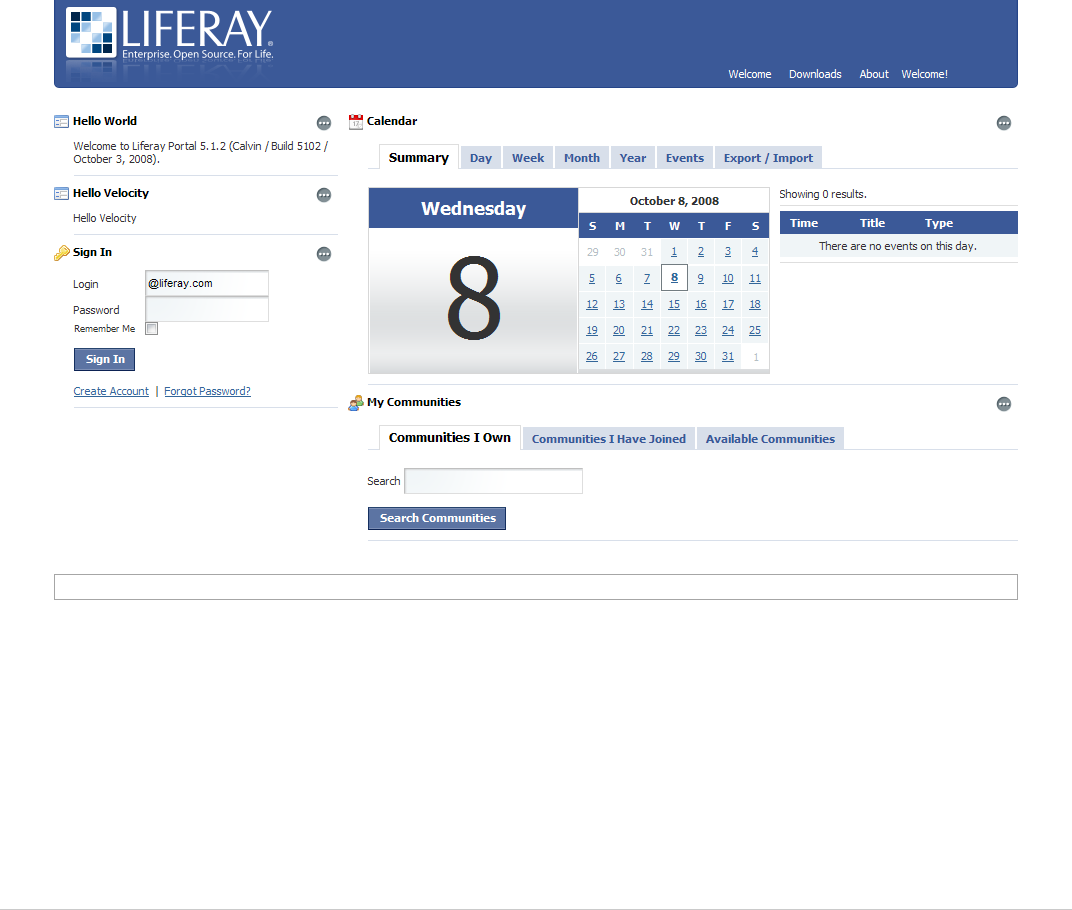 LIFERAY®
Enterprise. Open Source. For Life.
Welcome Downloads About Welcome!
Hello World
Welcome to Liferay Portal 5.1.2 (Calvin / Build 5102 /
October 3, 2008).
Hello Velocity
Hello Velocity
Sign In
Login @liferay.com
Password
Remember Me
Sign In
Create Account | Forgot Password?
Calendar
Summary Day Week Month Year Events Export / Import
Wednesday
8
October 8, 2008
S M T W T F S
29 30 31 1 2 3 4
5 6 7 8 9 10 11
12 13 14 15 16 17 18
19 20 21 22 23 24 25
26 27 28 29 30 31 1
Showing 0 results.
Time Title Type
There are no events on this day.
My Communities
Communities I Own Communities I Have Joined Available Communities
Search
Search Communities